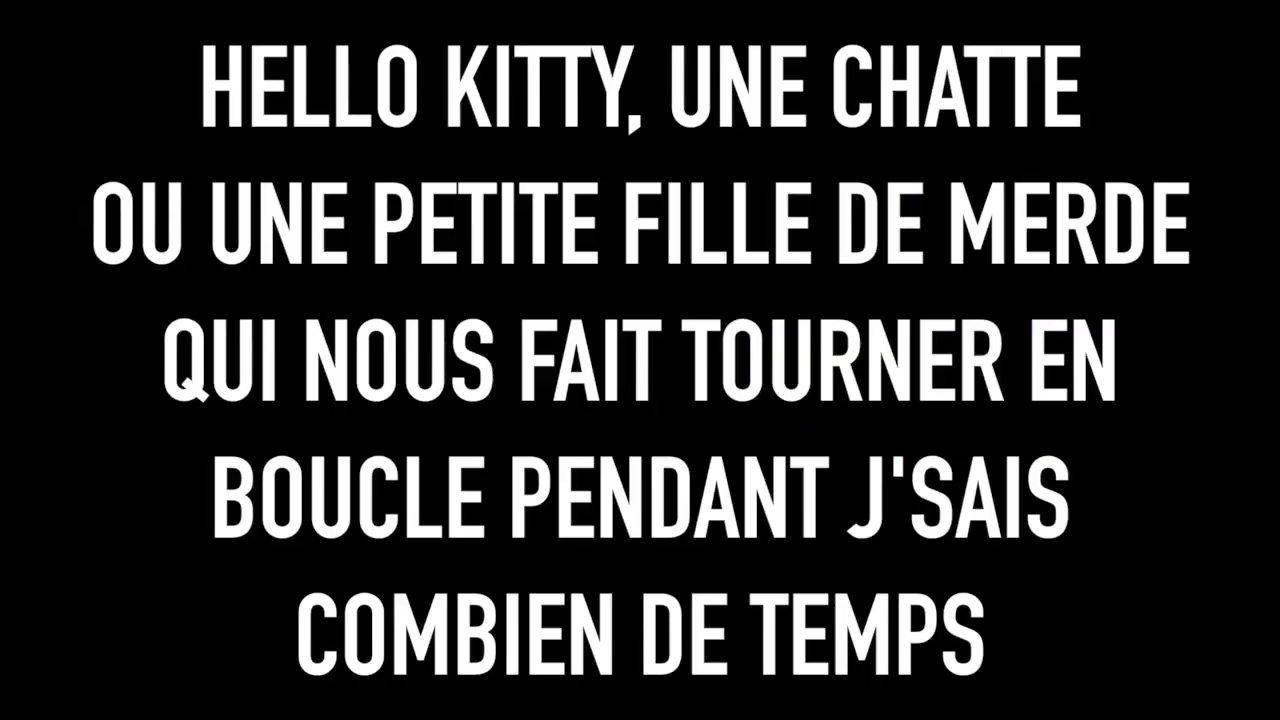 HELLO KITTY, UNE CHATTE
OU UNE PETITE FILLE DE MERDE
QUI NOUS FAIT TOURNER EN
BOUCLE PENDANT J'SAIS
COMBIEN DE TEMPS